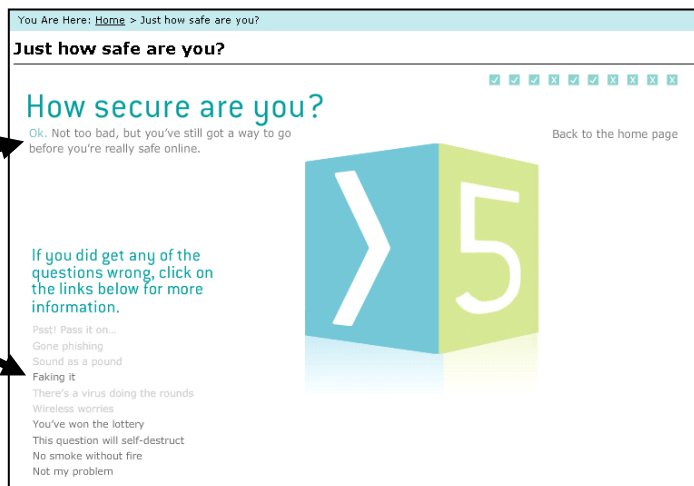 You Are Here: Home > Just how safe are you?
Just how safe are you?
How secure are you?
Ok. Not too bad, but you've still got a way to go
before you're really safe online.
Back to the home page
5
If you did get any of the
questions wrong, click on
the links below for more
information.
Psst! Pass it on...
Gone phishing
Sound as a pound
Faking it
There's a virus doing the rounds
Wireless worries
You've won the lottery
This question will self-destruct
No smoke without fire
Not my problem